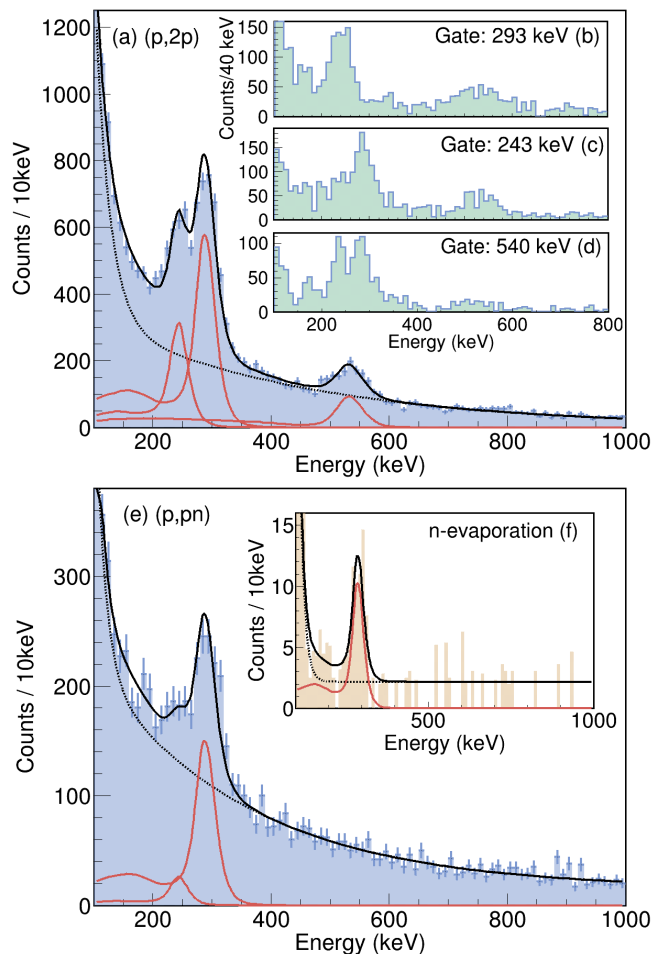 (a) (p,2p)
Counts / 10keV
1200
1000
800
600
400
200
0
200 400 600 800 1000
Energy (keV)
Counts/40 keV
Gate: 293 keV (b)
150
100
50
0
Gate: 243 keV (c)
150
100
50
0
Gate: 540 keV (d)
100
50
0
200 400 600 800
Energy (keV)
(e) (p,pn)
Counts / 10keV
300
200
100
0
200 400 600 800 1000
Energy (keV)
n-evaporation (f)
Counts / 10keV
15
10
5
0
500 1000
Energy (keV)